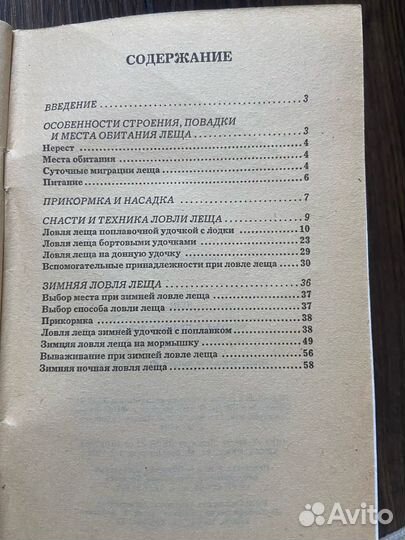 СОДЕРЖАНИЕ
ВВЕДЕНИЕ 3
ОСОБЕННОСТИ СТРОЕНИЯ, ПОВАДКИ
И МЕСТА ОБИТАНИЯ ЛЕЩА 3
Нерест 4
Места обитания 4
Суточные миграции леща 4
Питание 6
ПРИКОРМКА И НАСАДКА 7
СНАСТИ И ТЕХНИКА ЛОВЛИ ЛЕЩА 9
Ловля леща поплавочной удочкой с лодки 10
Ловля леща бортовыми удочками 23
Ловля леща на донную удочку 29
Вспомогательные принадлежности при ловле леща 30
ЗИМНЯЯ ЛОВЛЯ ЛЕЩА 36
Выбор места при зимней ловле леща 37
Выбор способа ловли леща 37
Прикормка 38
Ловля леща зимней удочкой с поплавком 38
Зимняя ловля леща на мормышку 49
Вываживание при зимней ловле леща 56
Зимняя ночная ловля леща 58
Avito